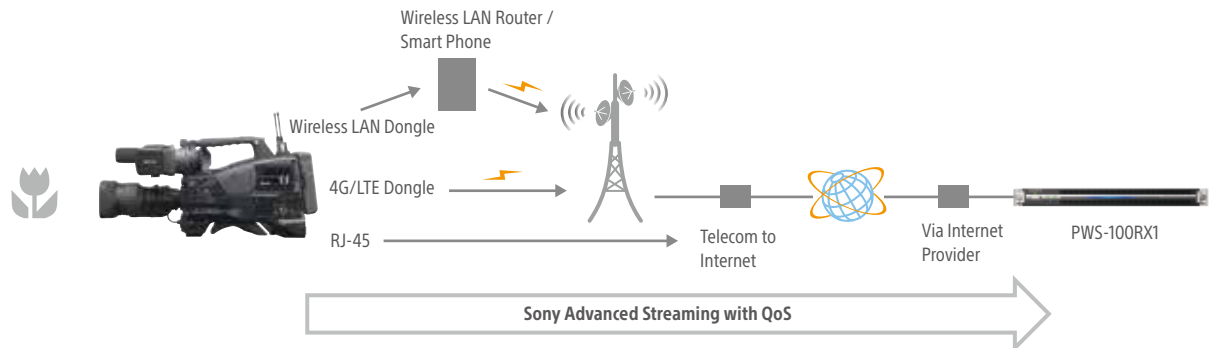 Wireless LAN Router /
Smart Phone
Wireless LAN Dongle
4G/LTE Dongle
RJ-45
Telecom to
Internet
Via Internet
Provider
PWS-100RX1
Sony Advanced Streaming with QoS